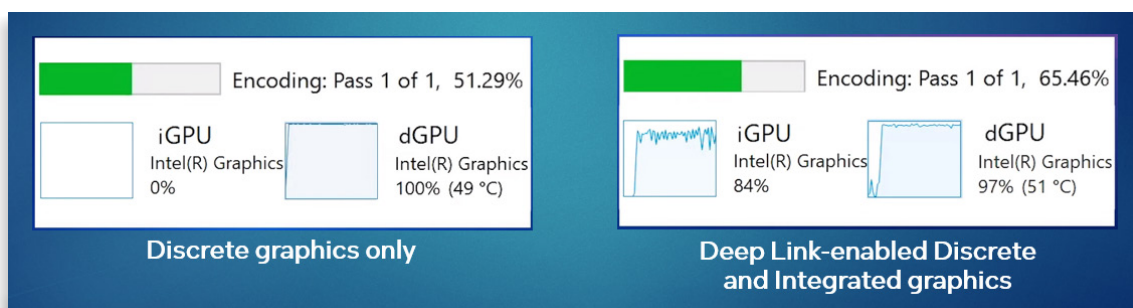 Encoding: Pass 1 of 1, 51.29%
iGPU
Intel(R) Graphics
0%
dGPU
Intel(R) Graphics
100% (49 °C)
Discrete graphics only
Encoding: Pass 1 of 1, 65.46%
iGPU
Intel(R) Graphics
84%
dGPU
Intel(R) Graphics
97% (51 °C)
Deep Link-enabled Discrete
and Integrated graphics